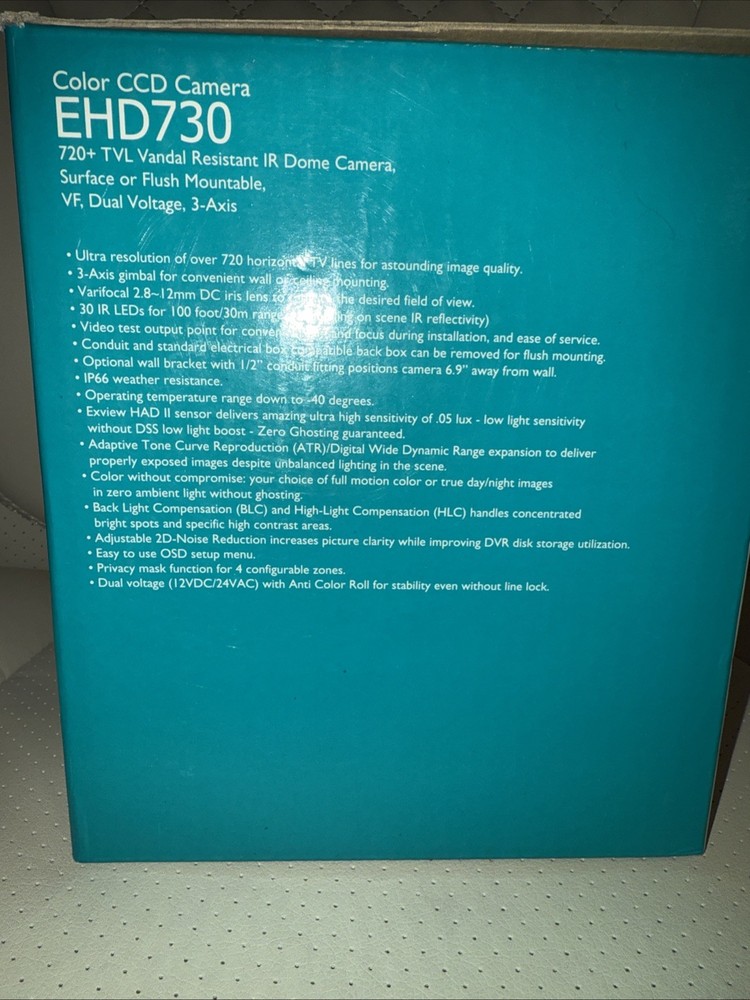 Color CCD Camera
EHD730
720+ TVL Vandal Resistant IR Dome Camera,
Surface or Flush Mountable,
VF, Dual Voltage, 3-Axis
• Ultra resolution of over 720 horizontal TV lines for astounding image quality.
• 3-Axis gimbal for convenient wall or ceiling mounting.
• Varifocal 2.8~12mm DC iris lens to the desired field of view.
• 30 IR LEDs for 100 foot/30m range on scene IR reflectivity)
• Video test output point for and focus during installation, and ease of service.
• Conduit and standard electrical box compatible back box can be removed for flush mounting.
• Optional wall bracket with 1/2" conduit fitting positions camera 6.9" away from wall.
• IP66 weather resistance.
• Operating temperature range down to -40 degrees.
• Exview HAD II sensor delivers amazing ultra high sensitivity of .05 lux - low light sensitivity
without DSS low light boost - Zero Ghosting guaranteed.
• Adaptive Tone Curve Reproduction (ATR)/Digital Wide Dynamic Range expansion to deliver
properly exposed images despite unbalanced lighting in the scene.
• Color without compromise: your choice of full motion color or true day/night images
in zero ambient light without ghosting.
• Back Light Compensation (BLC) and High-Light Compensation (HLC) handles concentrated
bright spots and specific high contrast areas.
• Adjustable 2D-Noise Reduction increases picture clarity while improving DVR disk storage utilization.
• Easy to use OSD setup menu.
• Privacy mask function for 4 configurable zones.
• Dual voltage (12VDC/24VAC) with Anti Color Roll for stability even without line lock.